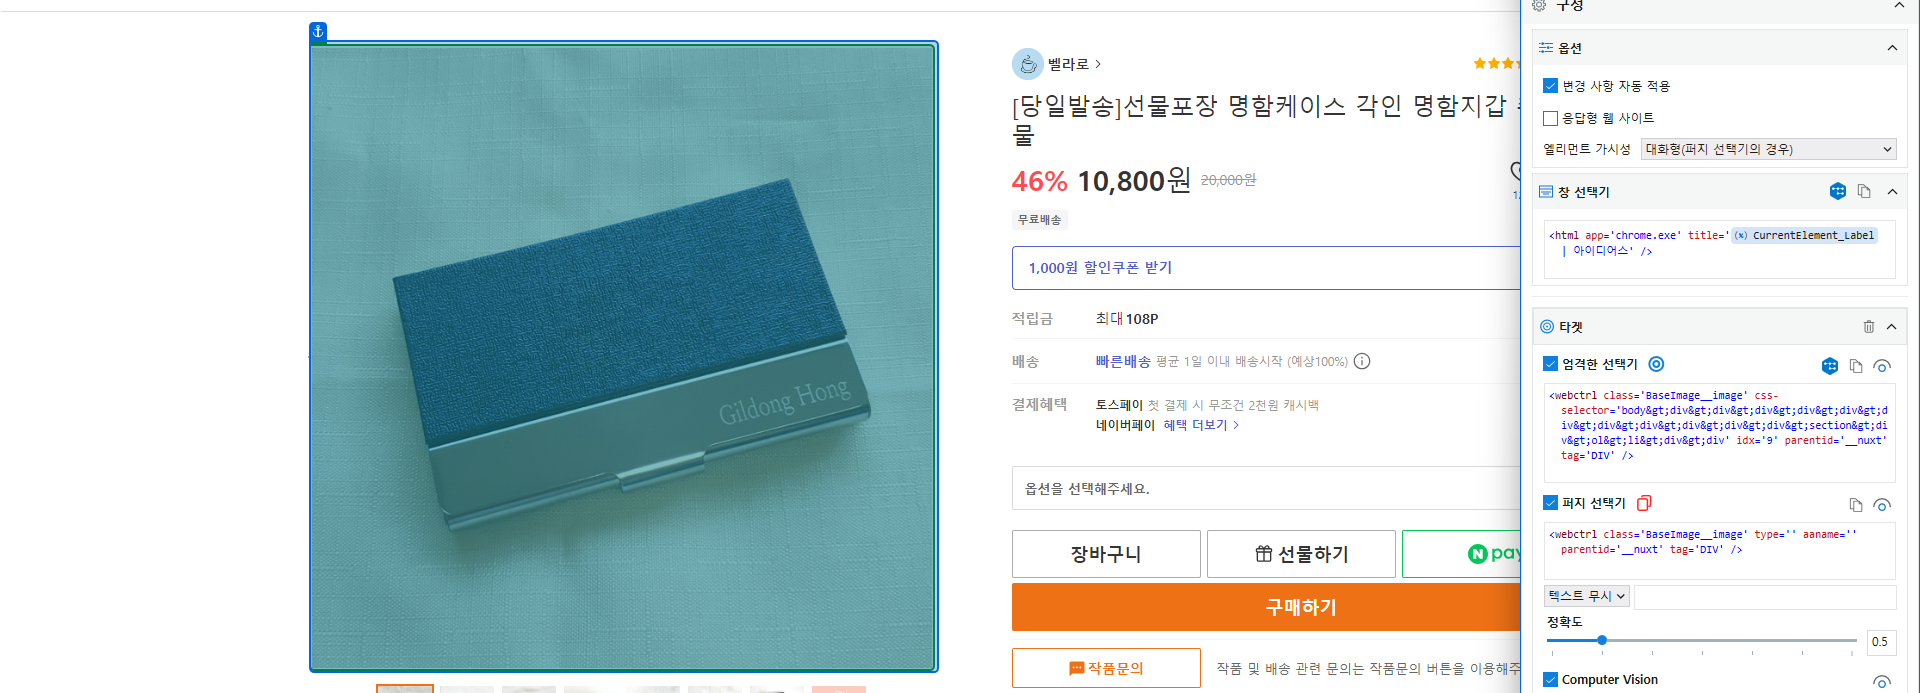 벨라로 >
[당일발송]선물포장 명함케이스 각인 명함지갑
물
46% 10,800원 20,000원
무료배송
1,000원 할인쿠폰 받기
적립금 최대 108P
배송 빠른배송 평균 1일 이내 배송시작 (예상100%)
결제혜택 토스페이 첫 결제 시 무조건 2천원 캐시백
네이버페이 혜택 더보기 >
옵션을 선택해주세요.
장바구니 선물하기 N pay
구매하기
작품문의 작품 및 배송 관련 문의는 작품문의 버튼을 이용해주
Gildong Hong
구성
옵션
변경 사항 자동 적용
응답형 웹 사이트
엘리먼트 가시성 대화형(퍼지 선택기의 경우)
창 선택기
<html app='chrome.exe' title='(x) CurrentElement_Label
| 아이디어스' />
타겟
엄격한 선택기
<webctrl class='BaseImage__image' css-
selector='body&gt;div&gt;div&gt;div&gt;div&gt;div&gt;d
iv&gt;div&gt;div&gt;div&gt;div&gt;div&gt;section&gt;di
v&gt;ol&gt;li&gt;div&gt;div' idx='9' parentid='__nuxt'
tag='DIV' />
퍼지 선택기
<webctrl class='BaseImage__image' type='' aaname=''
parentid='__nuxt' tag='DIV' />
텍스트 무시
정확도
0.5
Computer Vision